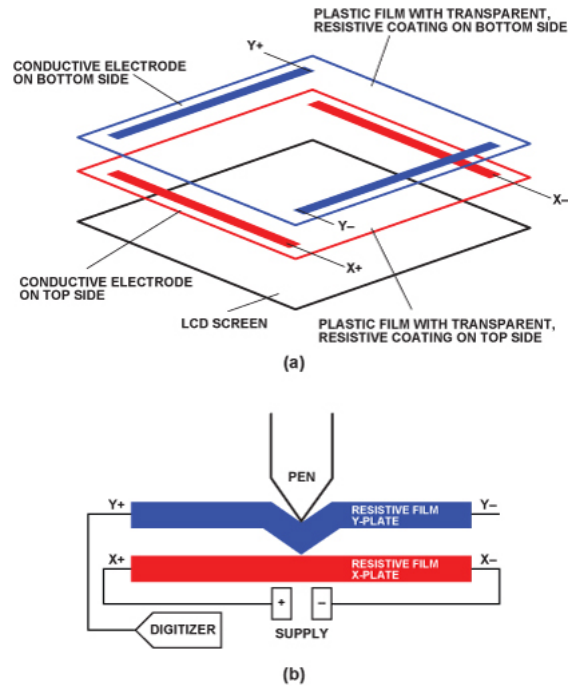 PLASTIC FILM WITH TRANSPARENT,
RESISTIVE COATING ON BOTTOM SIDE
Y+
CONDUCTIVE ELECTRODE
ON BOTTOM SIDE
X–
Y–
X+
CONDUCTIVE ELECTRODE
ON TOP SIDE
LCD SCREEN
PLASTIC FILM WITH TRANSPARENT,
RESISTIVE COATING ON TOP SIDE
(a)
PEN
Y+
Y–
RESISTIVE FILM
Y-PLATE
X+
X–
RESISTIVE FILM
X-PLATE
+
–
DIGITIZER
SUPPLY
(b)